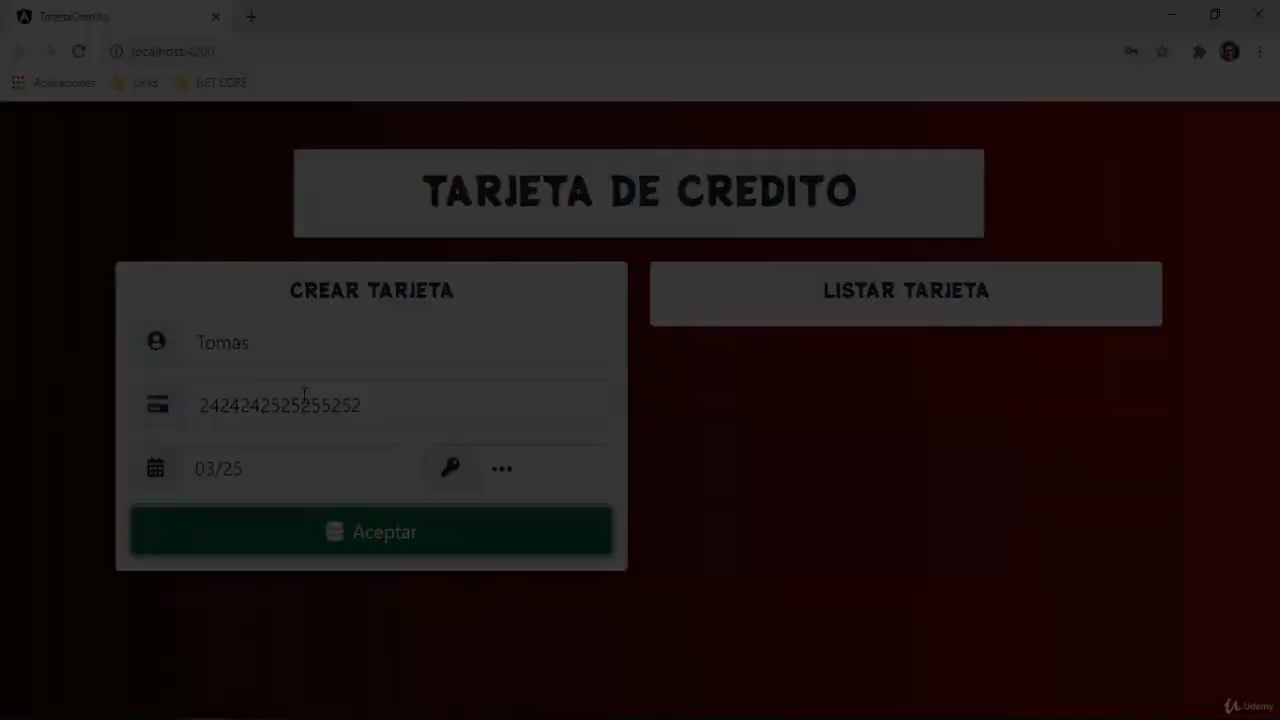 TarjetaCredito
localhost:4200
Aplicaciones
Links
NET CORE
TARJETA DE CREDITO
CREAR TARJETA
LISTAR TARJETA
Tomas
2424242525255252
03/25
•••
Aceptar
Udemy